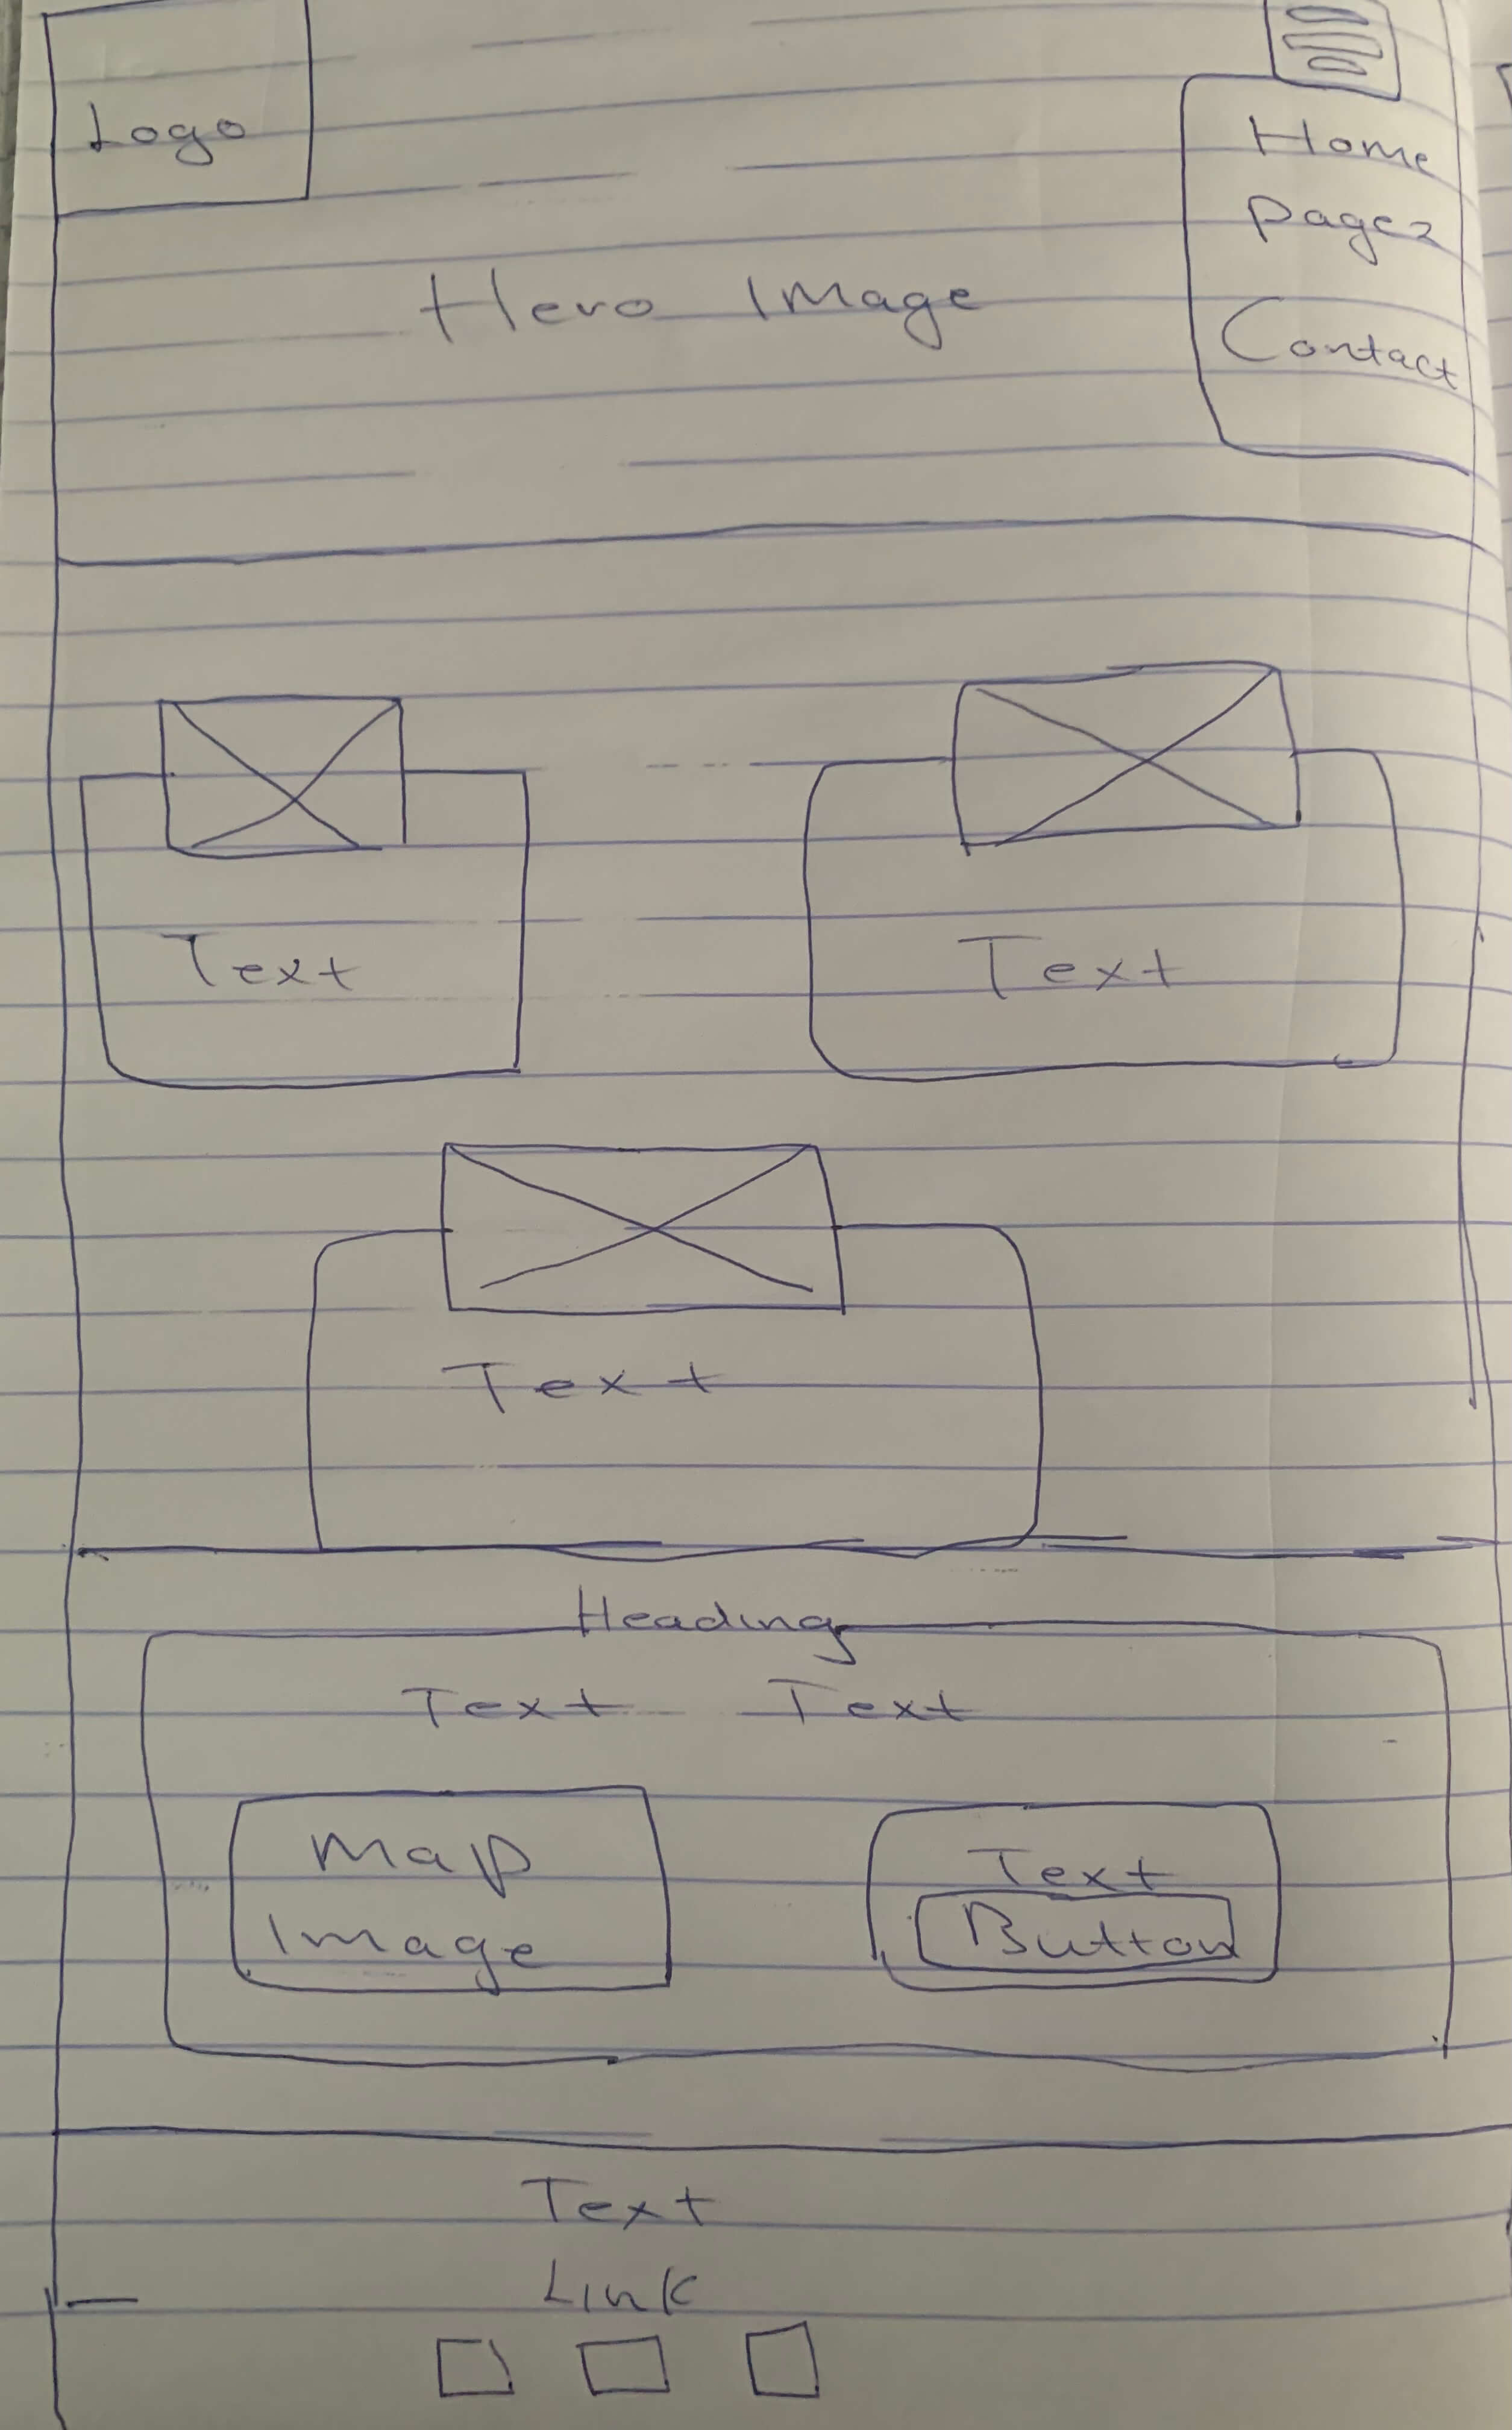 Logo
Home
Page2
Contact
Hero Image
Text
Text
Text
Heading
Text Text
Map
Image
Text
Button
Text
Link